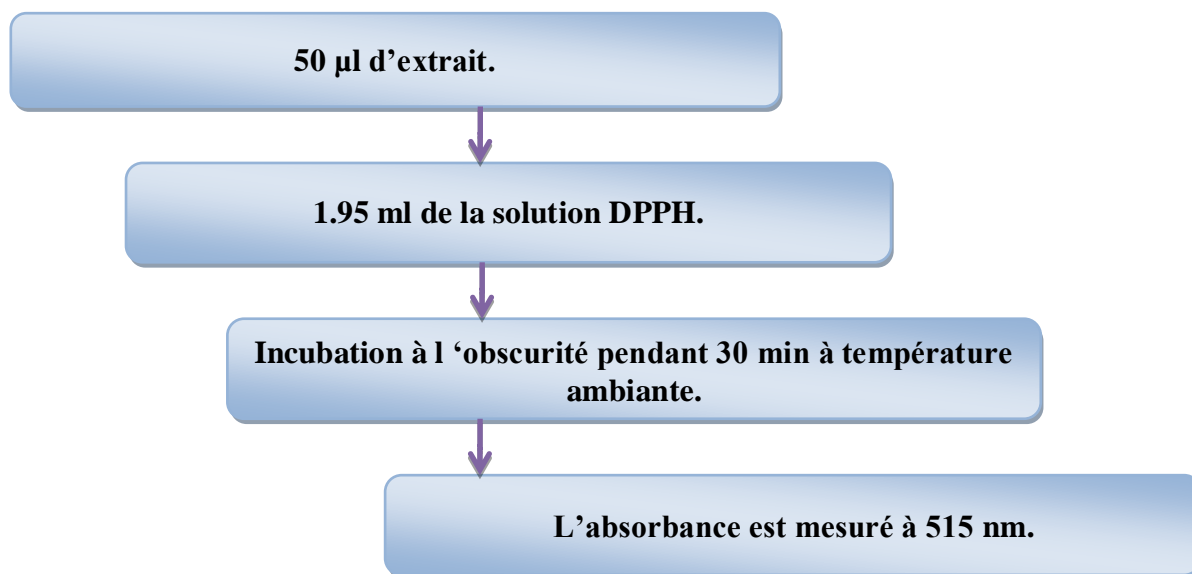 50 µl d’extrait.
1.95 ml de la solution DPPH.
Incubation à l ‘obscurité pendant 30 min à température
ambiante.
L’absorbance est mesuré à 515 nm.